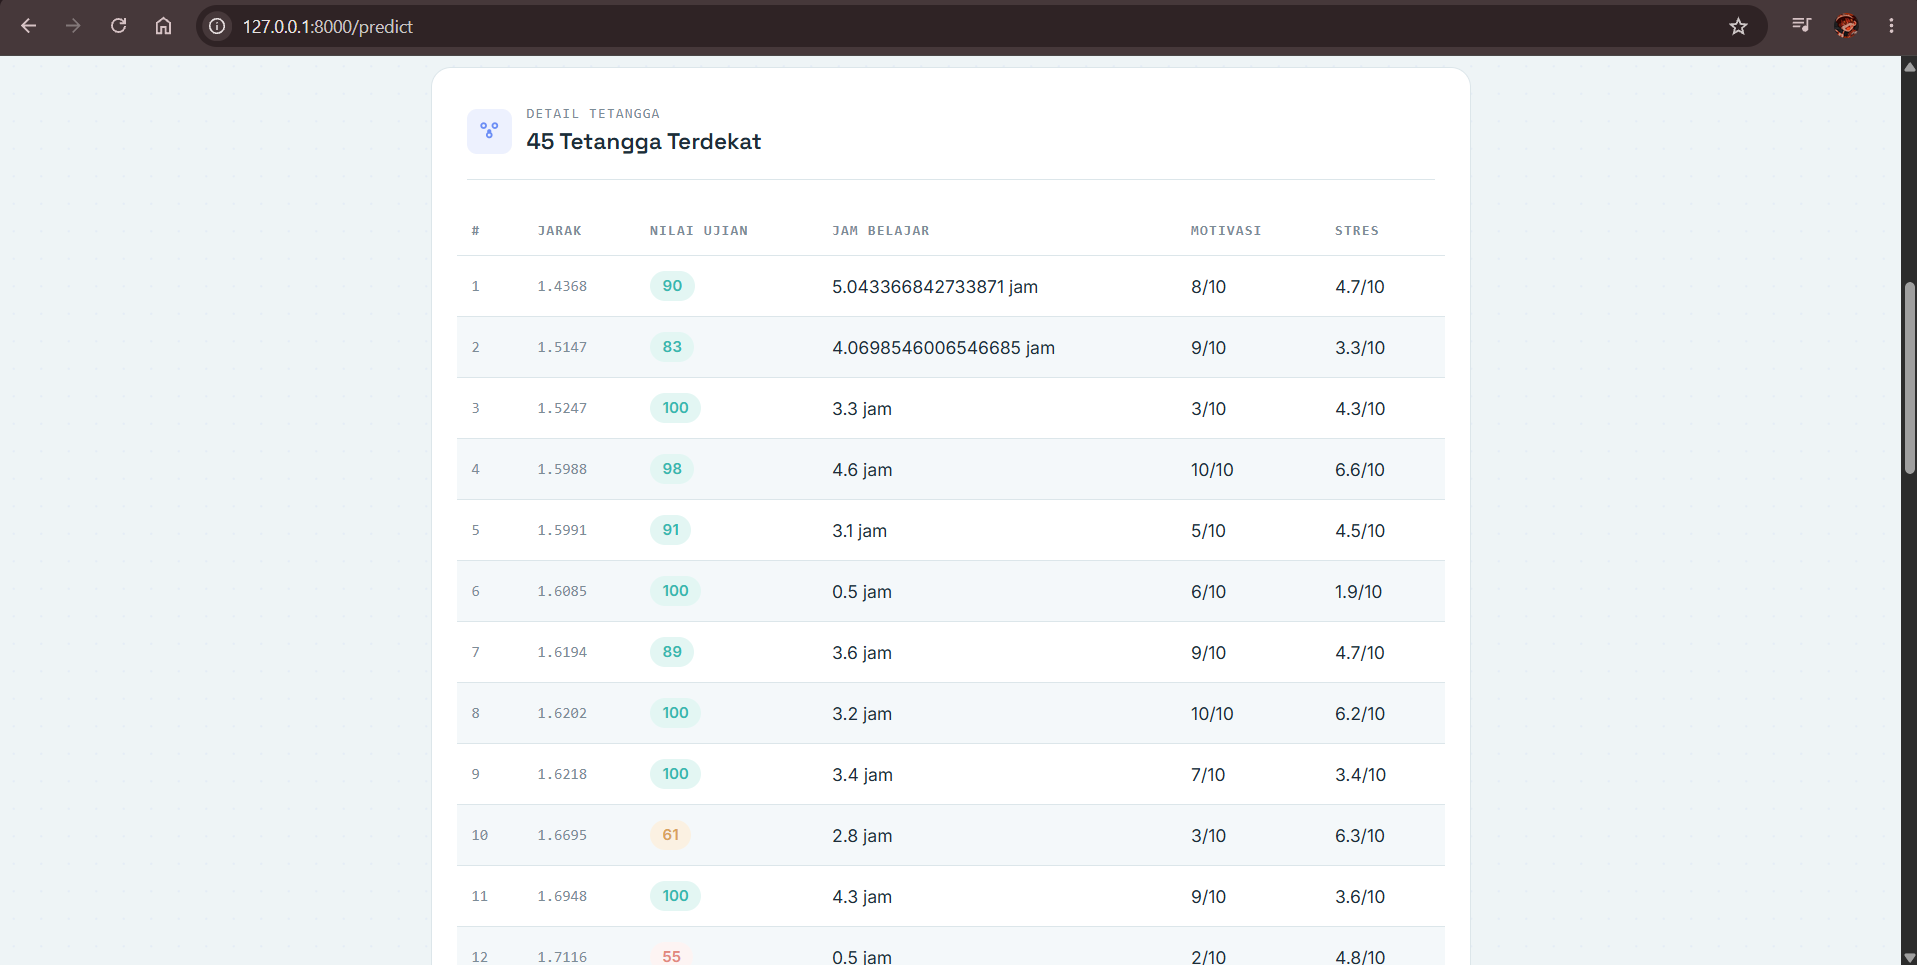 127.0.0.1:8000/predict
DETAIL TETANGGA
45 Tetangga Terdekat
# JARAK NILAI UJIAN JAM BELAJAR MOTIVASI STRES
1 1.4368 90 5.043366842733871 jam 8/10 4.7/10
2 1.5147 83 4.0698546006546685 jam 9/10 3.3/10
3 1.5247 100 3.3 jam 3/10 4.3/10
4 1.5988 98 4.6 jam 10/10 6.6/10
5 1.5991 91 3.1 jam 5/10 4.5/10
6 1.6085 100 0.5 jam 6/10 1.9/10
7 1.6194 89 3.6 jam 9/10 4.7/10
8 1.6202 100 3.2 jam 10/10 6.2/10
9 1.6218 100 3.4 jam 7/10 3.4/10
10 1.6695 61 2.8 jam 3/10 6.3/10
11 1.6948 100 4.3 jam 9/10 3.6/10
12 1.7116 55 0.5 jam 2/10 4.8/10